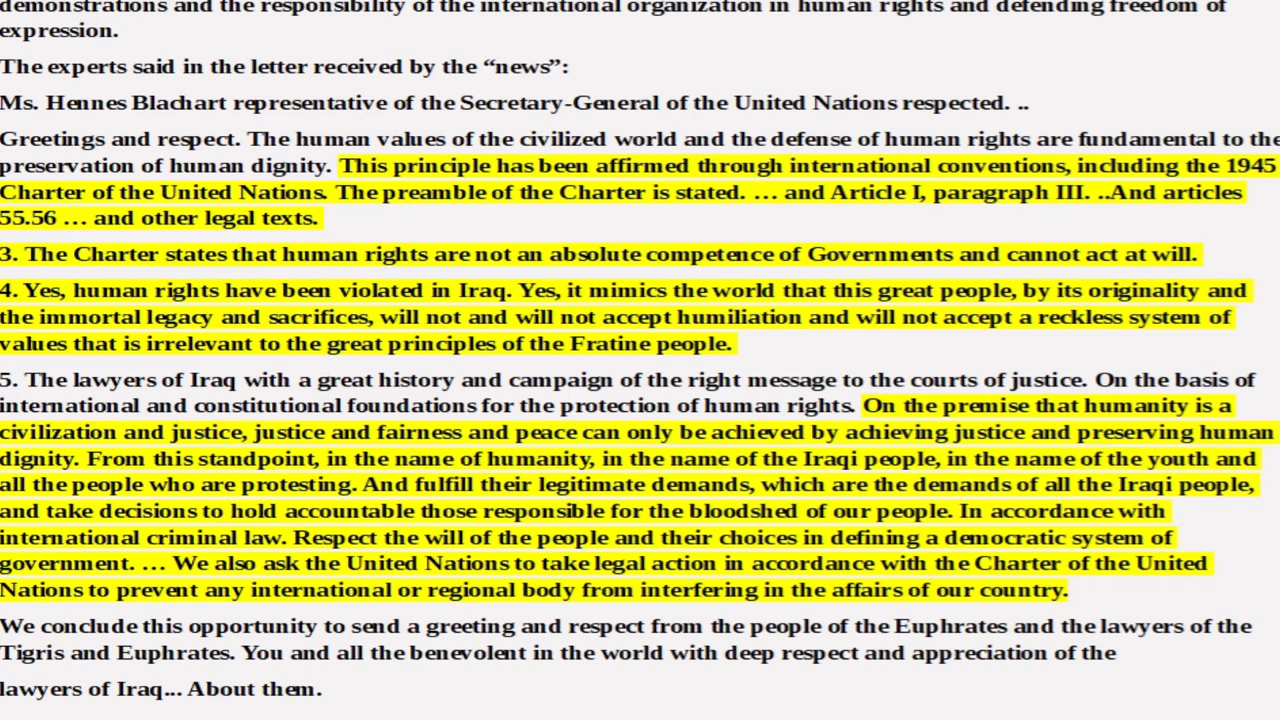 demonstrations and the responsibility of the international organization in human rights and defending freedom of
expression.
The experts said in the letter received by the “news”:
Ms. Hennes Blachart representative of the Secretary-General of the United Nations respected. ..
Greetings and respect. The human values of the civilized world and the defense of human rights are fundamental to the
preservation of human dignity. This principle has been affirmed through international conventions, including the 1945
Charter of the United Nations. The preamble of the Charter is stated. … and Article I, paragraph III. ..And articles
55.56 … and other legal texts.
3. The Charter states that human rights are not an absolute competence of Governments and cannot act at will.
4. Yes, human rights have been violated in Iraq. Yes, it mimics the world that this great people, by its originality and
the immortal legacy and sacrifices, will not and will not accept humiliation and will not accept a reckless system of
values that is irrelevant to the great principles of the Fratine people.
5. The lawyers of Iraq with a great history and campaign of the right message to the courts of justice. On the basis of
international and constitutional foundations for the protection of human rights. On the premise that humanity is a
civilization and justice, justice and fairness and peace can only be achieved by achieving justice and preserving human
dignity. From this standpoint, in the name of humanity, in the name of the Iraqi people, in the name of the youth and
all the people who are protesting. And fulfill their legitimate demands, which are the demands of all the Iraqi people,
and take decisions to hold accountable those responsible for the bloodshed of our people. In accordance with
international criminal law. Respect the will of the people and their choices in defining a democratic system of
government. … We also ask the United Nations to take legal action in accordance with the Charter of the United
Nations to prevent any international or regional body from interfering in the affairs of our country.
We conclude this opportunity to send a greeting and respect from the people of the Euphrates and the lawyers of the
Tigris and Euphrates. You and all the benevolent in the world with deep respect and appreciation of the
lawyers of Iraq... About them.